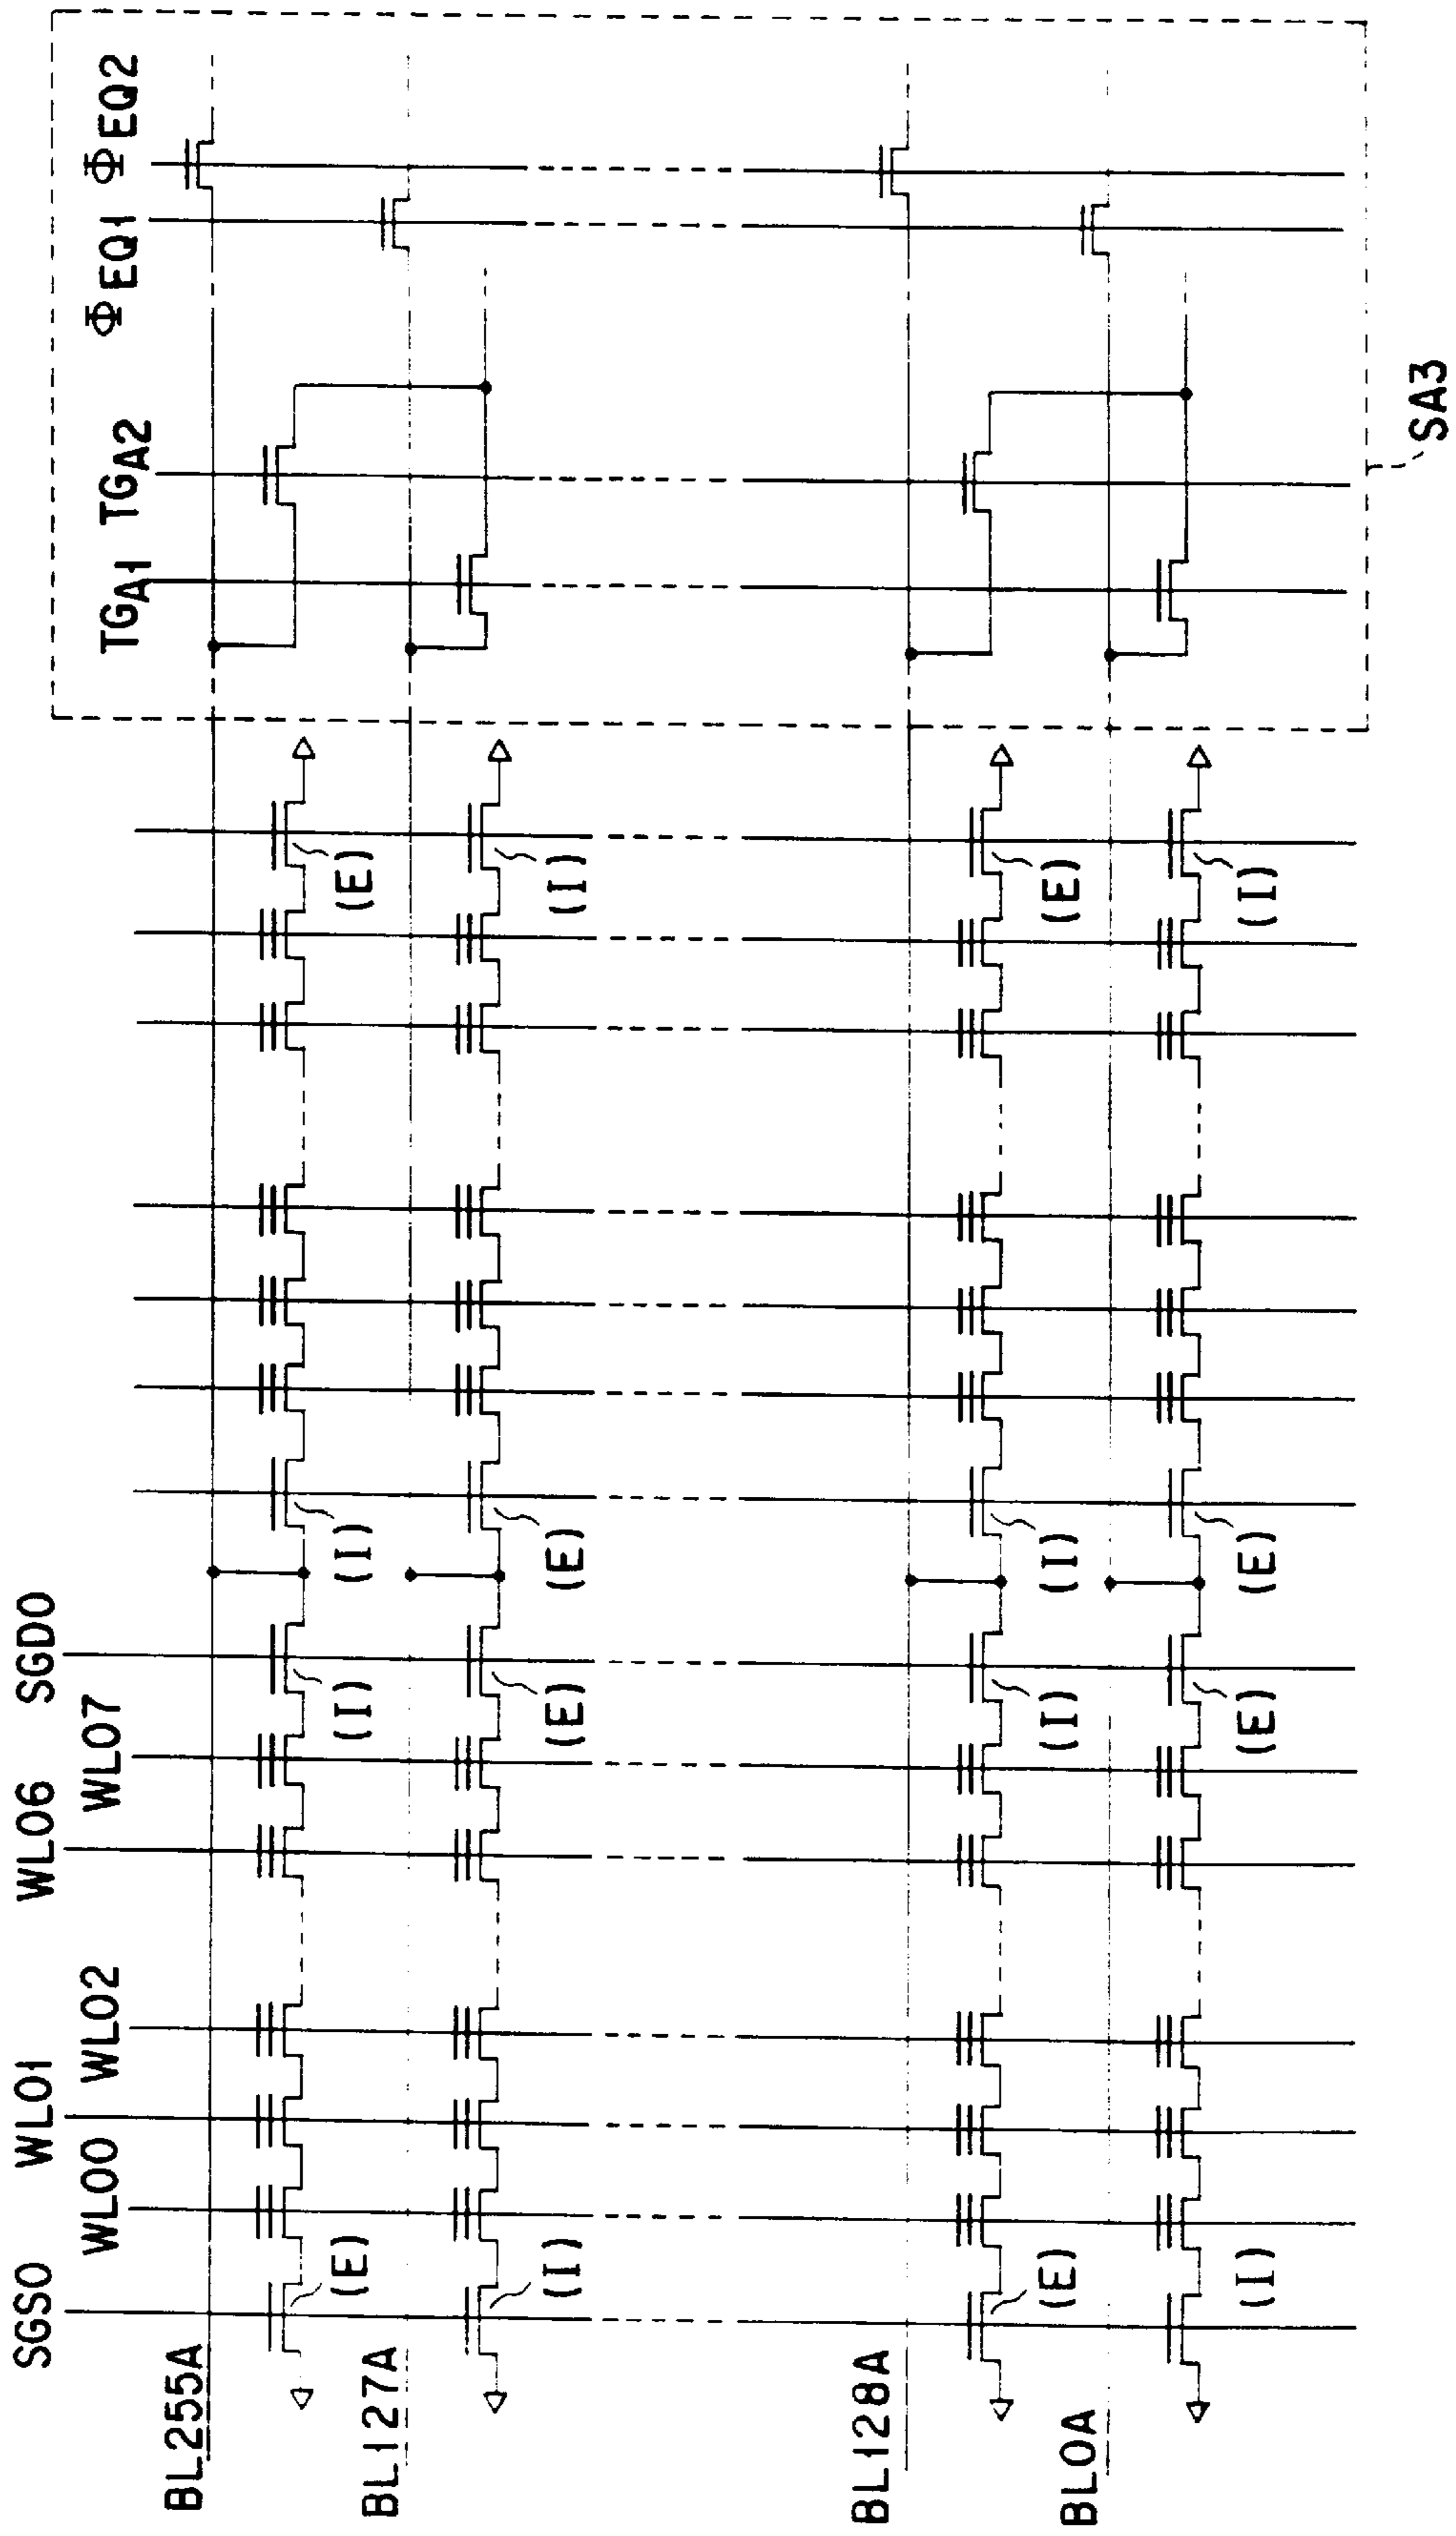 SGS0 WL01 WL06 SGD0
WL00 WL02 WL07 TGA1 TGA2 ΦEQ1 ΦEQ2
BL255A
(E) (I) (I) (E)
BL127A
(I) (E) (E) (I)
BL128A
(E) (I) (I) (E)
BL0A
(I) (E) (E) (I)
SA3